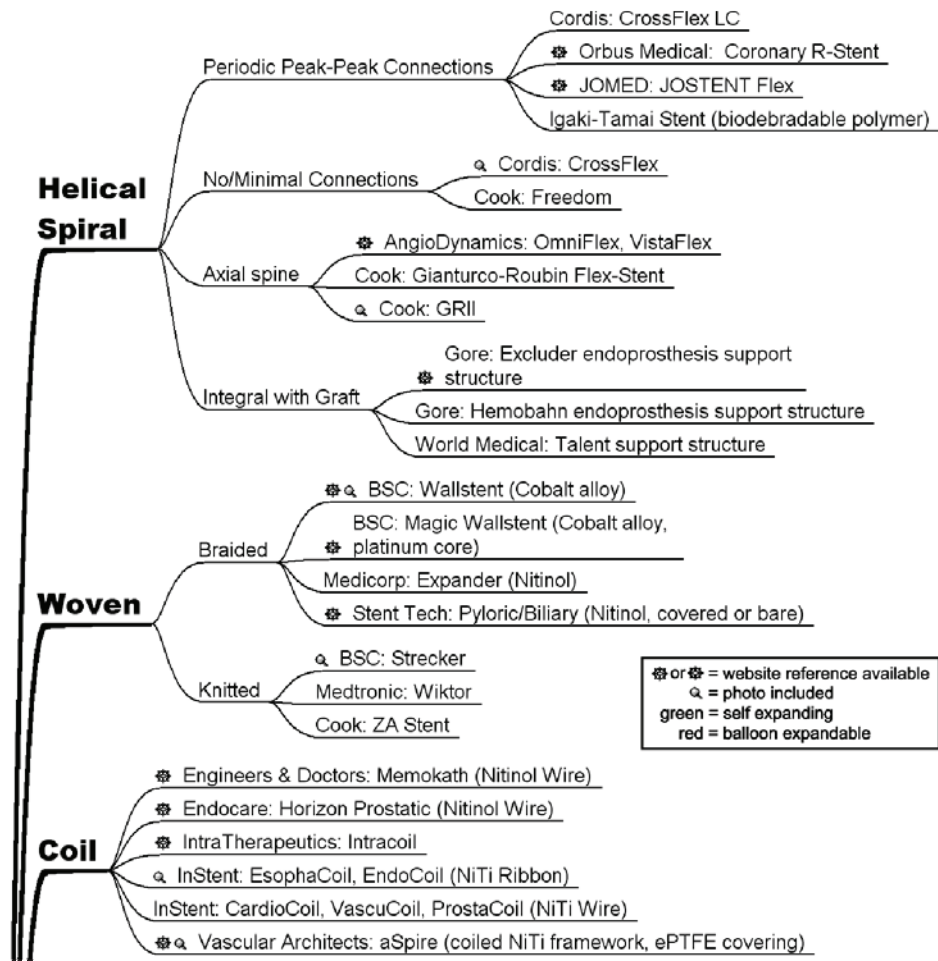 Helical
Spiral
Periodic Peak-Peak Connections
Cordis: CrossFlex LC
Orbus Medical: Coronary R-Stent
JOMED: JOSTENT Flex
Igaki-Tamai Stent (biodebradable polymer)
No/Minimal Connections
Cordis: CrossFlex
Cook: Freedom
Axial spine
AngioDynamics: OmniFlex, VistaFlex
Cook: Gianturco-Roubin Flex-Stent
Cook: GRII
Integral with Graft
Gore: Excluder endoprosthesis support
structure
Gore: Hemobahn endoprosthesis support structure
World Medical: Talent support structure
Woven
Braided
BSC: Wallstent (Cobalt alloy)
BSC: Magic Wallstent (Cobalt alloy,
platinum core)
Medicorp: Expander (Nitinol)
Stent Tech: Pyloric/Biliary (Nitinol, covered or bare)
Knitted
BSC: Strecker
Medtronic: Wiktor
Cook: ZA Stent
or = website reference available
= photo included
green = self expanding
red = balloon expandable
Coil
Engineers & Doctors: Memokath (Nitinol Wire)
Endocare: Horizon Prostatic (Nitinol Wire)
IntraTherapeutics: Intracoil
InStent: EsophaCoil, EndoCoil (NiTi Ribbon)
InStent: CardioCoil, VascuCoil, ProstaCoil (NiTi Wire)
Vascular Architects: aSpire (coiled NiTi framework, ePTFE covering)